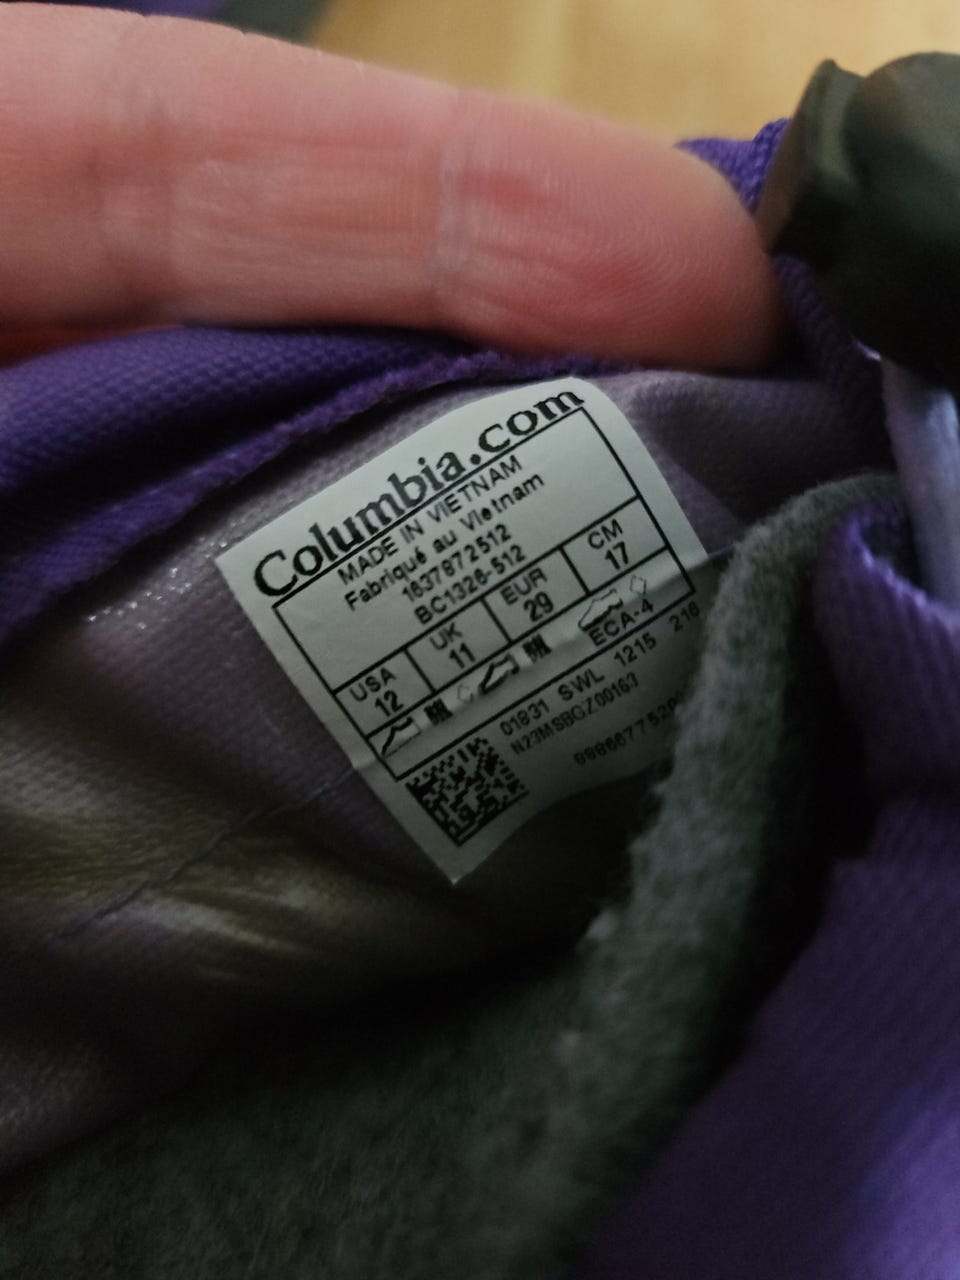 Columbia.com
MADE IN VIETNAM
Fabriqué au Vietnam
1637872512
BC1326-512
USA UK EUR CM
12 11 29 17
ECA-4
01831 SWL 1215 216
N23MSBGZ00163